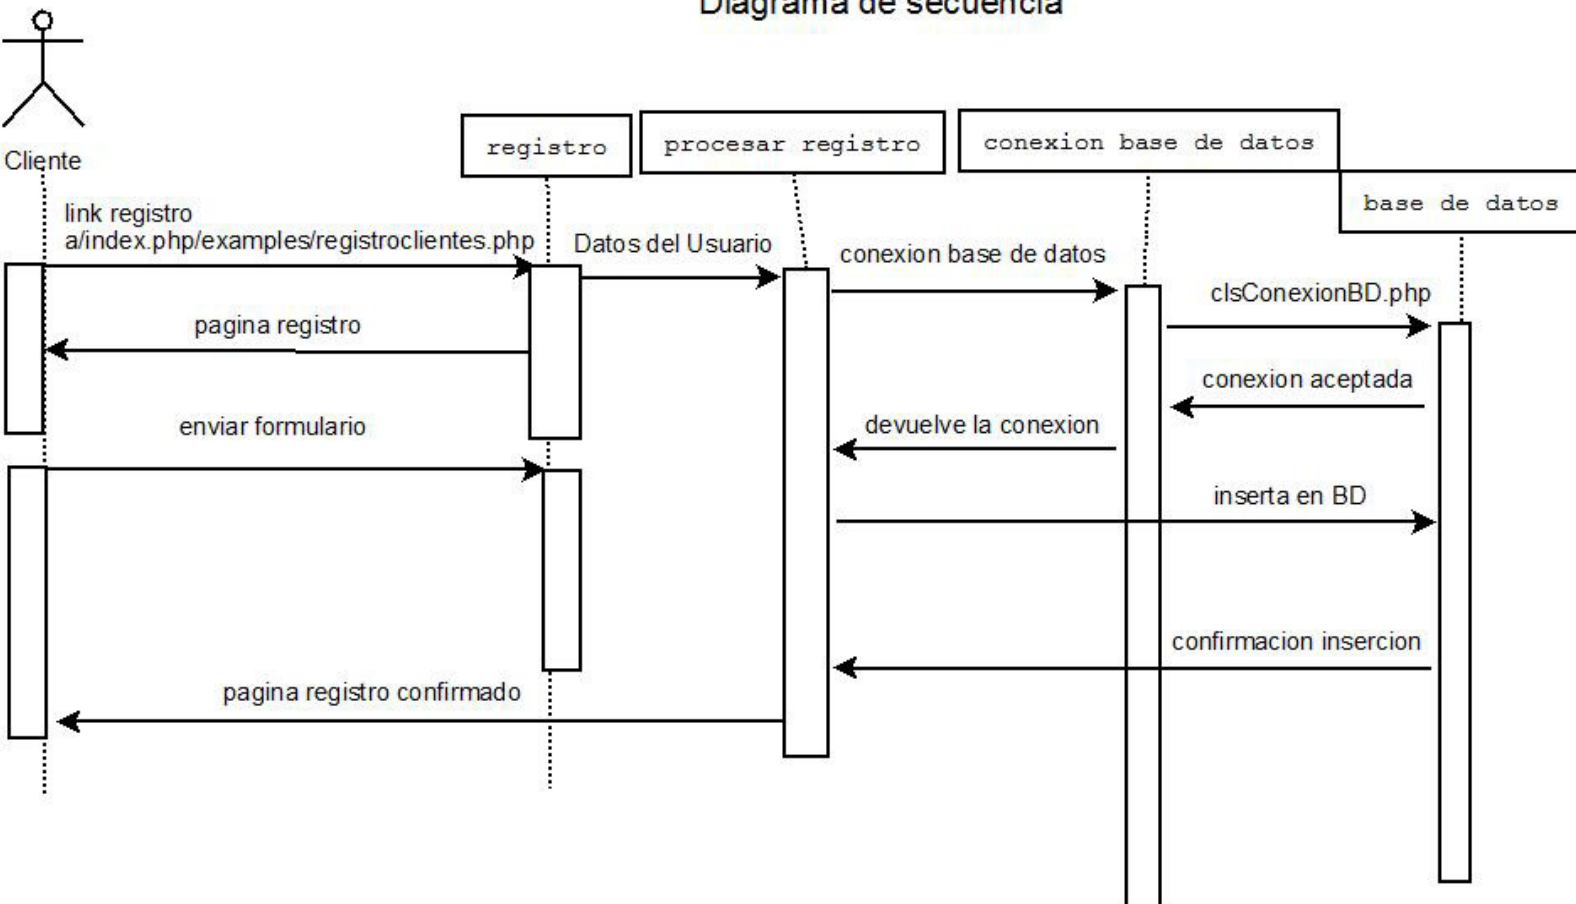 Diagrama de secuencia
Cliente
registro
procesar registro
conexion base de datos
base de datos
link registro
a/index.php/examples/registroclientes.php
Datos del Usuario
conexion base de datos
clsConexionBD.php
pagina registro
conexion aceptada
enviar formulario
devuelve la conexion
inserta en BD
confirmacion insercion
pagina registro confirmado